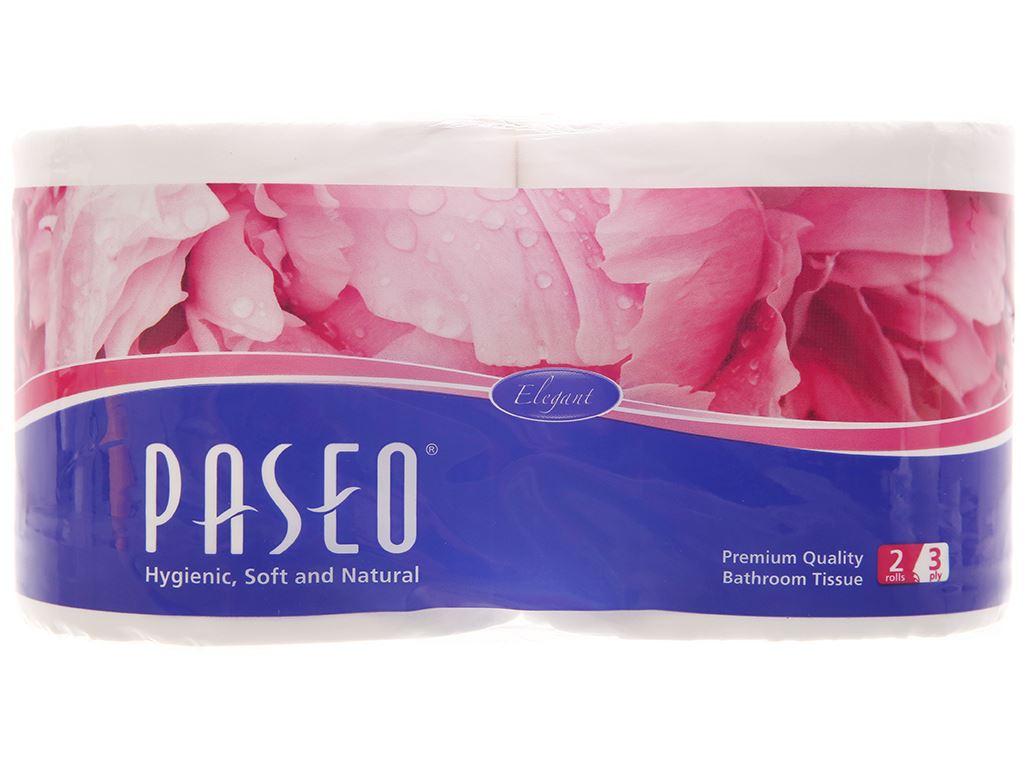 Elegant
PASEO®
Hygienic, Soft and Natural
Premium Quality
Bathroom Tissue
2 rolls
3 ply